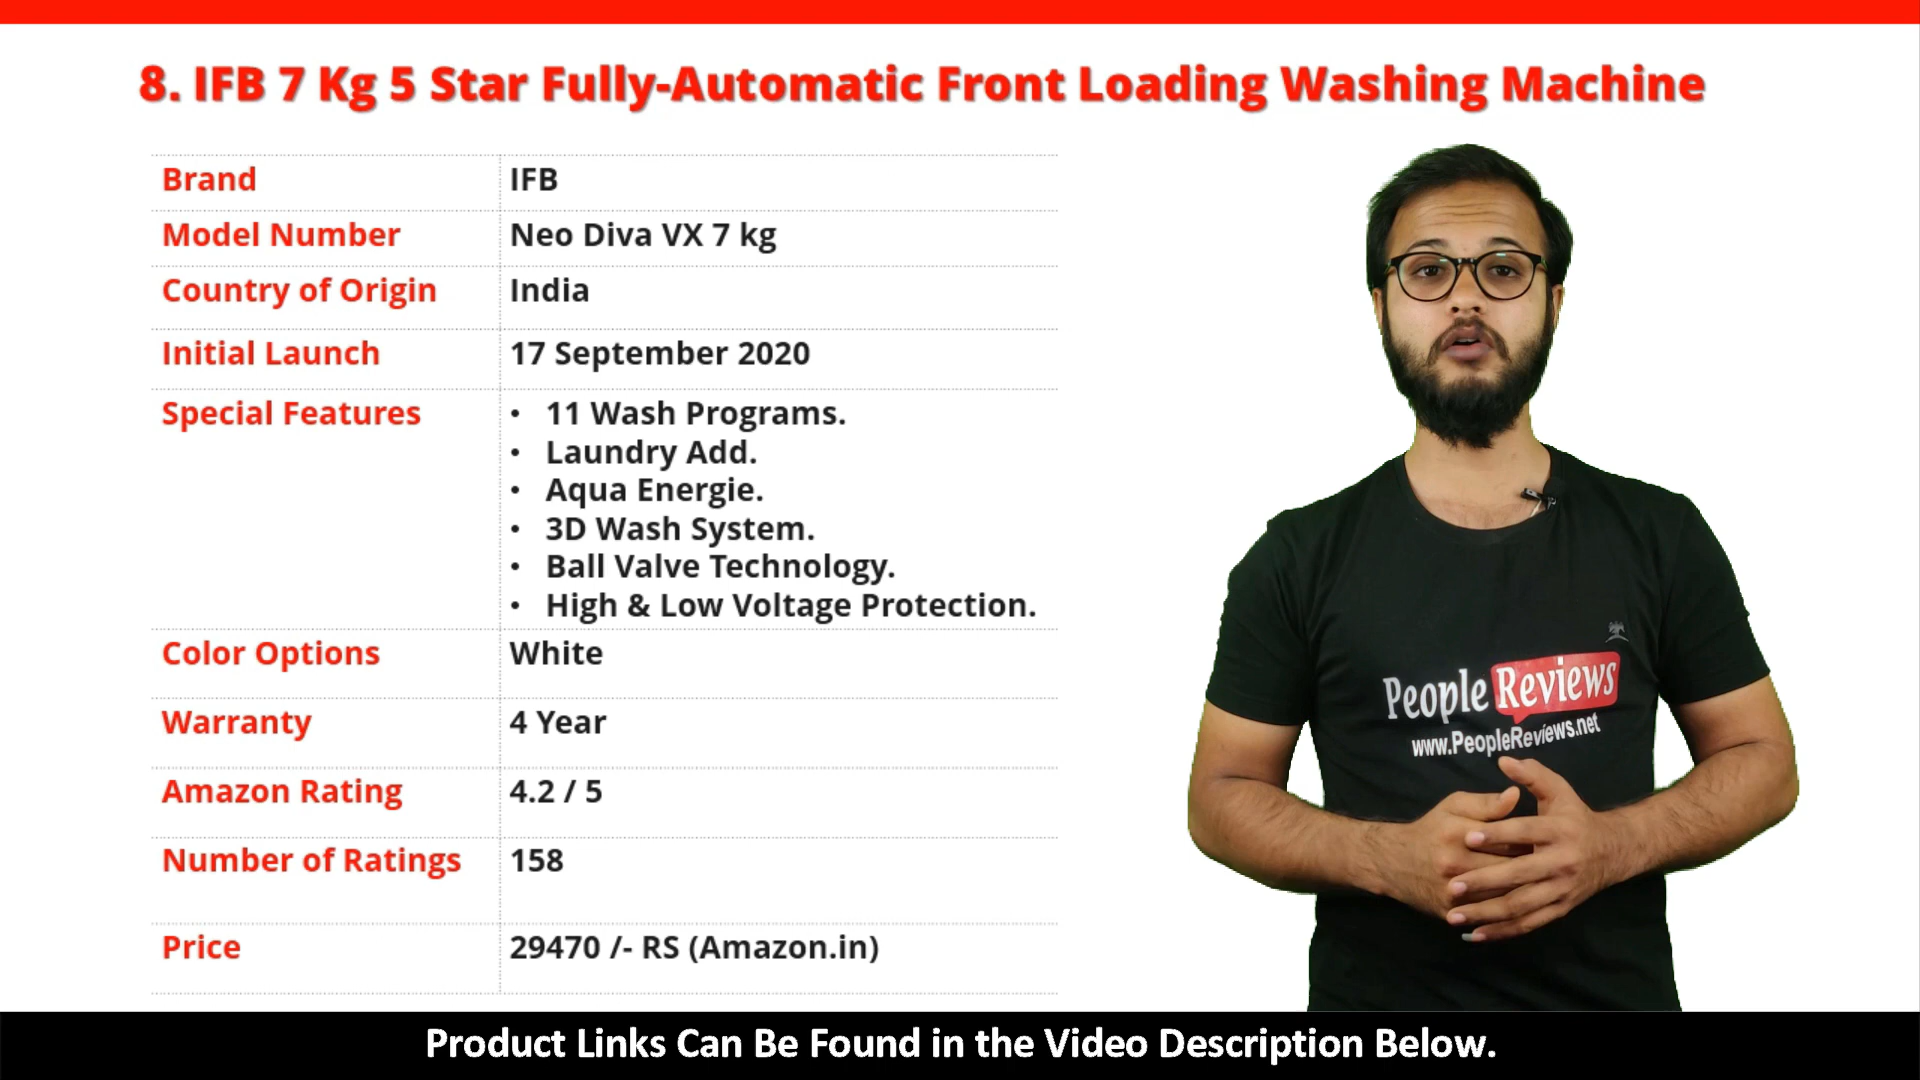 8. IFB 7 Kg 5 Star Fully-Automatic Front Loading Washing Machine
Brand IFB
Model Number Neo Diva VX 7 kg
Country of Origin India
Initial Launch 17 September 2020
Special Features • 11 Wash Programs.
• Laundry Add.
• Aqua Energie.
• 3D Wash System.
• Ball Valve Technology.
• High & Low Voltage Protection.
Color Options White
Warranty 4 Year
Amazon Rating 4.2 / 5
Number of Ratings 158
Price 29470 /- RS (Amazon.in)
People Reviews
www.PeopleReviews.net
Product Links Can Be Found in the Video Description Below.